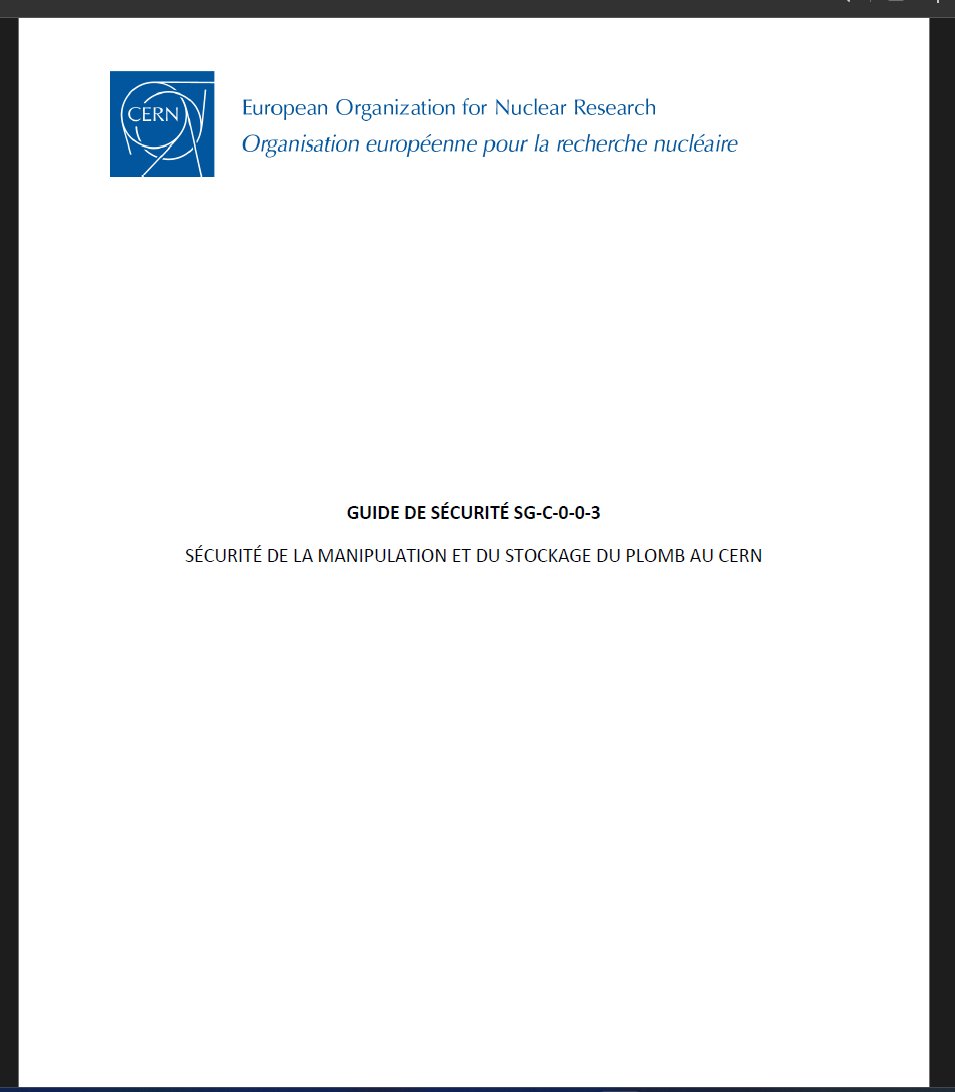 CERN
European Organization for Nuclear Research
Organisation européenne pour la recherche nucléaire
GUIDE DE SÉCURITÉ SG-C-0-0-3
SÉCURITÉ DE LA MANIPULATION ET DU STOCKAGE DU PLOMB AU CERN